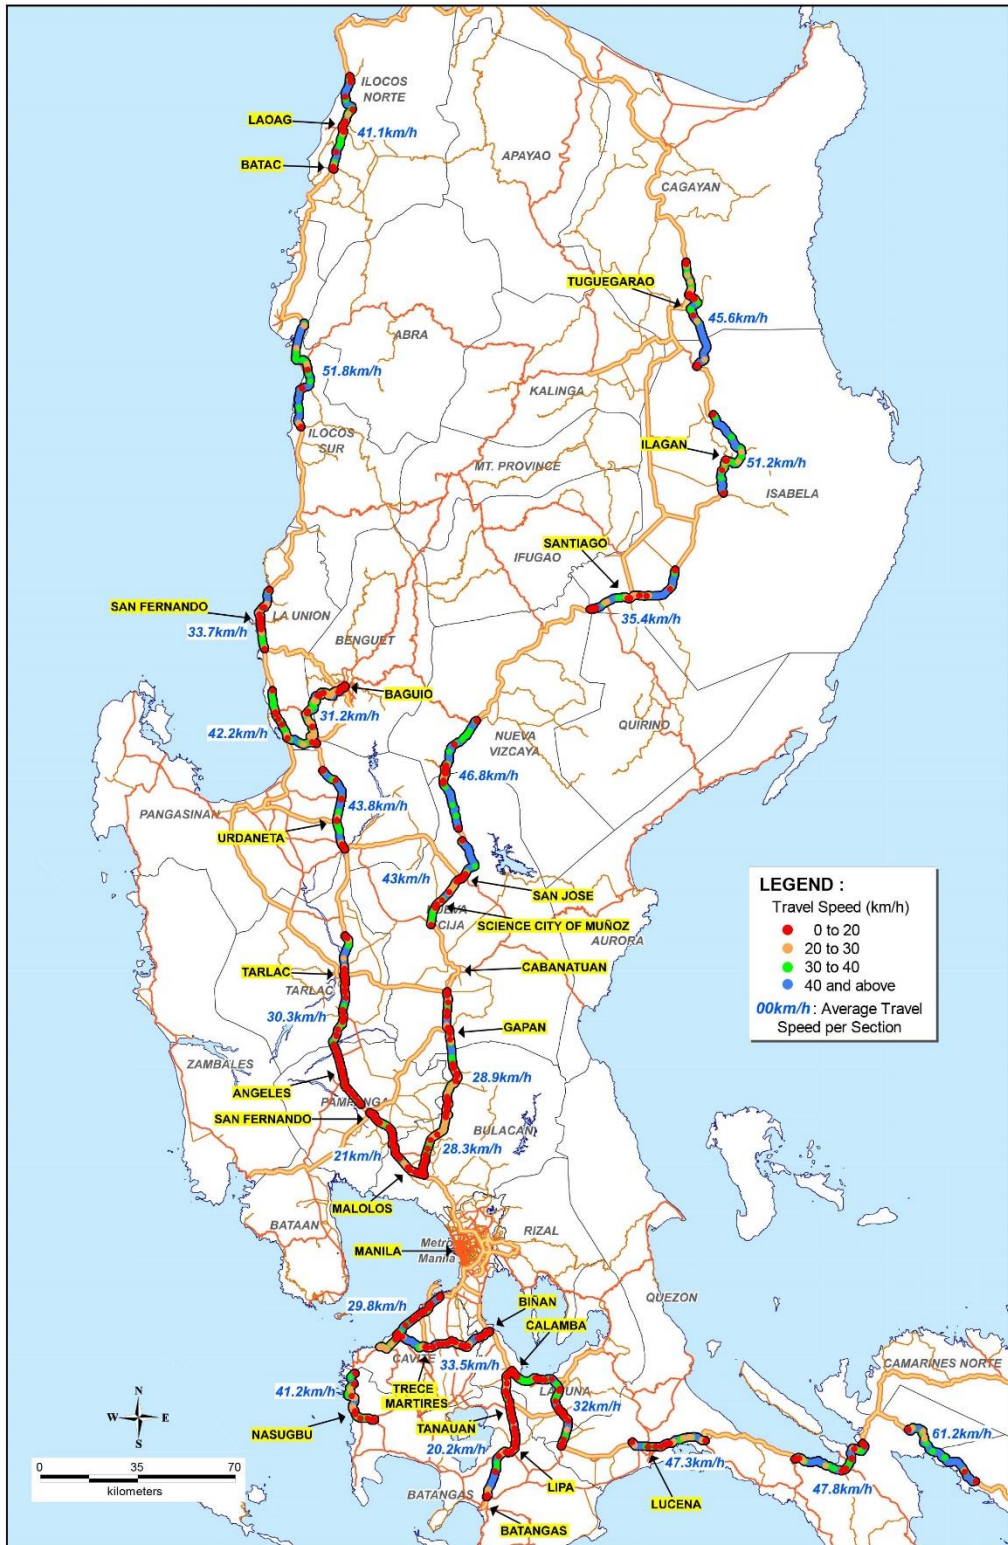 ILOCOS
NORTE
LAOAG
41.1km/h
BATAC
APAYAO
CAGAYAN
TUGUEGARAO
45.6km/h
ABRA
51.8km/h
KALINGA
ILOCOS
SUR
ILAGAN
51.2km/h
MT. PROVINCE
ISABELA
SANTIAGO
IFUGAO
SAN FERNANDO
LA UNION
35.4km/h
33.7km/h
BENGUET
BAGUIO
31.2km/h
QUIRINO
42.2km/h
NUEVA
VIZCAYA
46.8km/h
43.8km/h
PANGASINAN
URDANETA
43km/h
SAN JOSE
NUEVA
ECIJA
SCIENCE CITY OF MUÑOZ
AURORA
LEGEND :
Travel Speed (km/h)
0 to 20
20 to 30
30 to 40
40 and above
00km/h : Average Travel
Speed per Section
TARLAC
CABANATUAN
TARLAC
30.3km/h
GAPAN
ZAMBALES
28.9km/h
ANGELES
PAMPANGA
SAN FERNANDO
BULACAN
21km/h
28.3km/h
MALOLOS
BATAAN
RIZAL
MANILA
Metro
Manila
QUEZON
29.8km/h
BIÑAN
CALAMBA
CAVITE
33.5km/h
CAMARINES NORTE
41.2km/h
TRECE
MARTIRES
LAGUNA
32km/h
NASUGBU
TANAUAN
61.2km/h
20.2km/h
47.3km/h
LIPA
47.8km/h
BATANGAS
LUCENA
BATANGAS
N
W E
S
0 35 70
kilometers